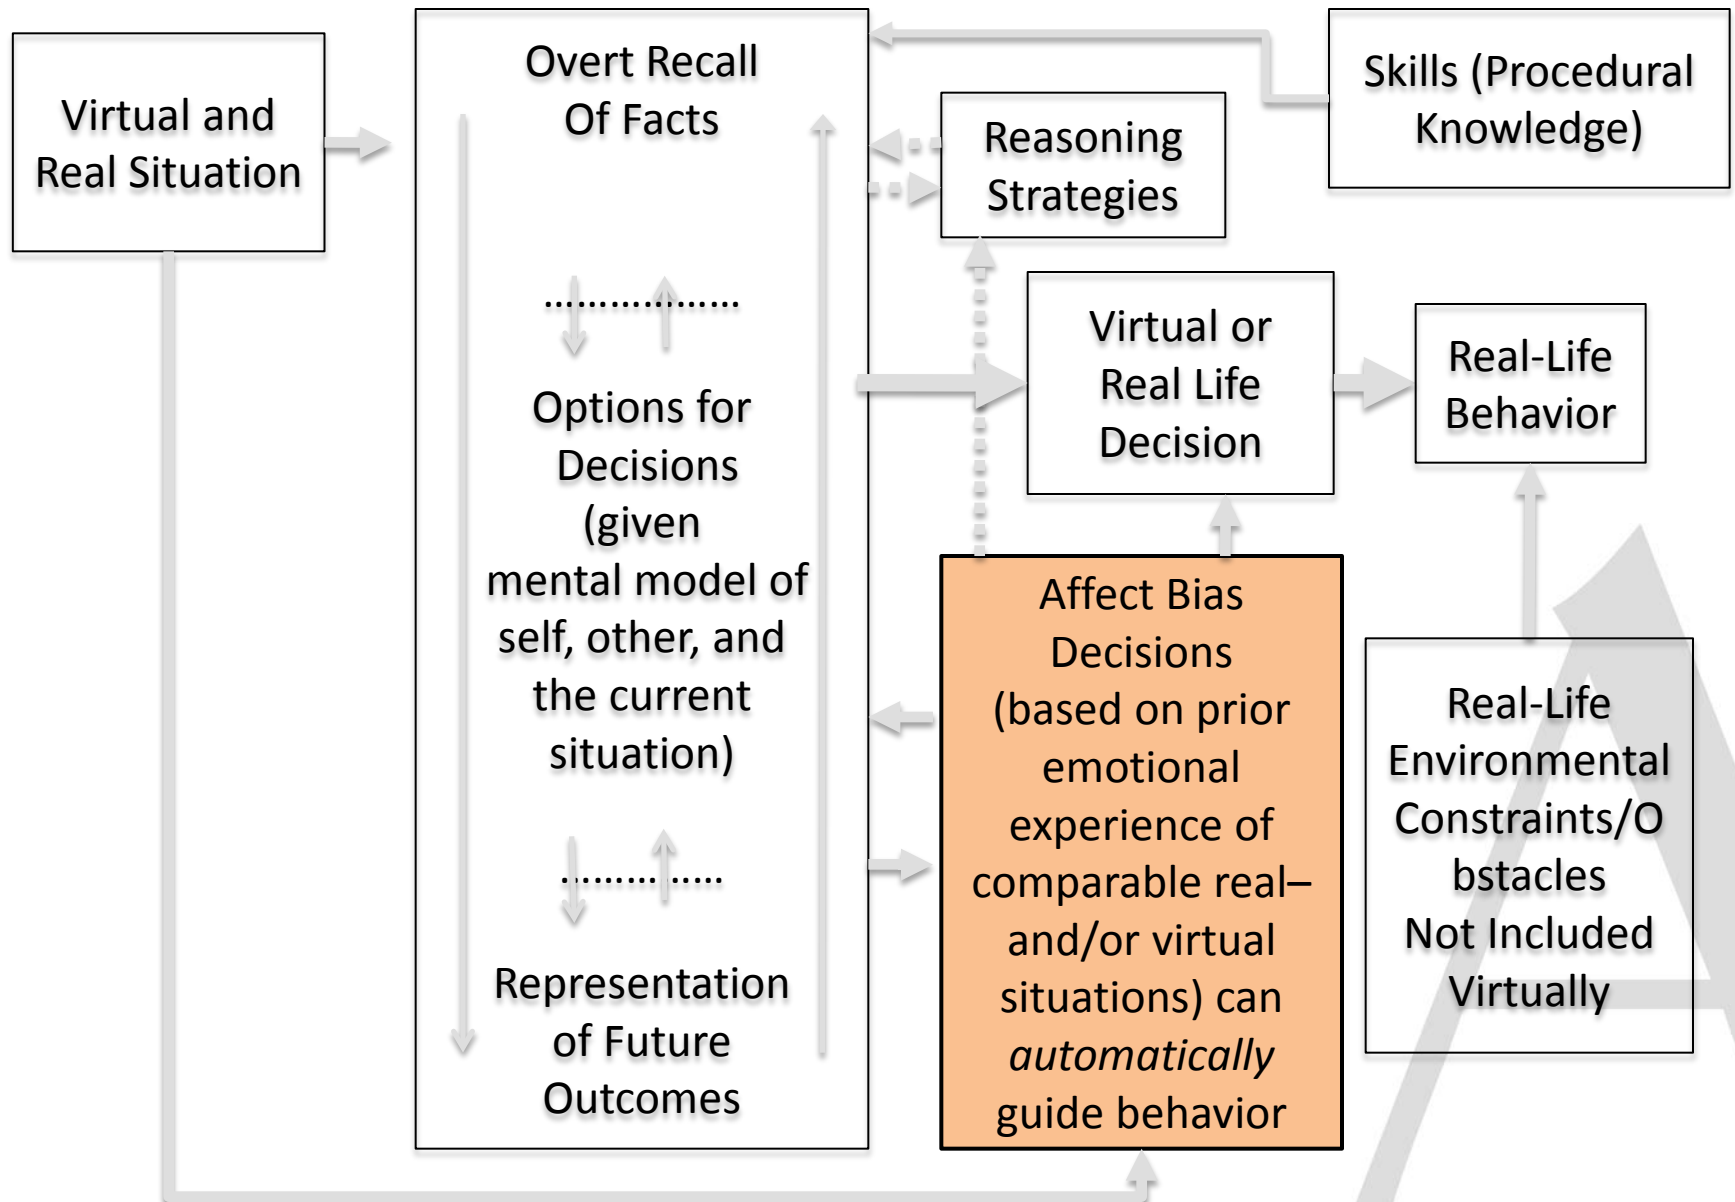 Virtual and
Real Situation
Overt Recall
Of Facts
...................
Options for
Decisions
(given
mental model of
self, other, and
the current
situation)
................
Representation
of Future
Outcomes
Reasoning
Strategies
Skills (Procedural
Knowledge)
Virtual or
Real Life
Decision
Real-Life
Behavior
Affect Bias
Decisions
(based on prior
emotional
experience of
comparable real–
and/or virtual
situations) can
automatically
guide behavior
Real-Life
Environmental
Constraints/O
bstacles
Not Included
Virtually